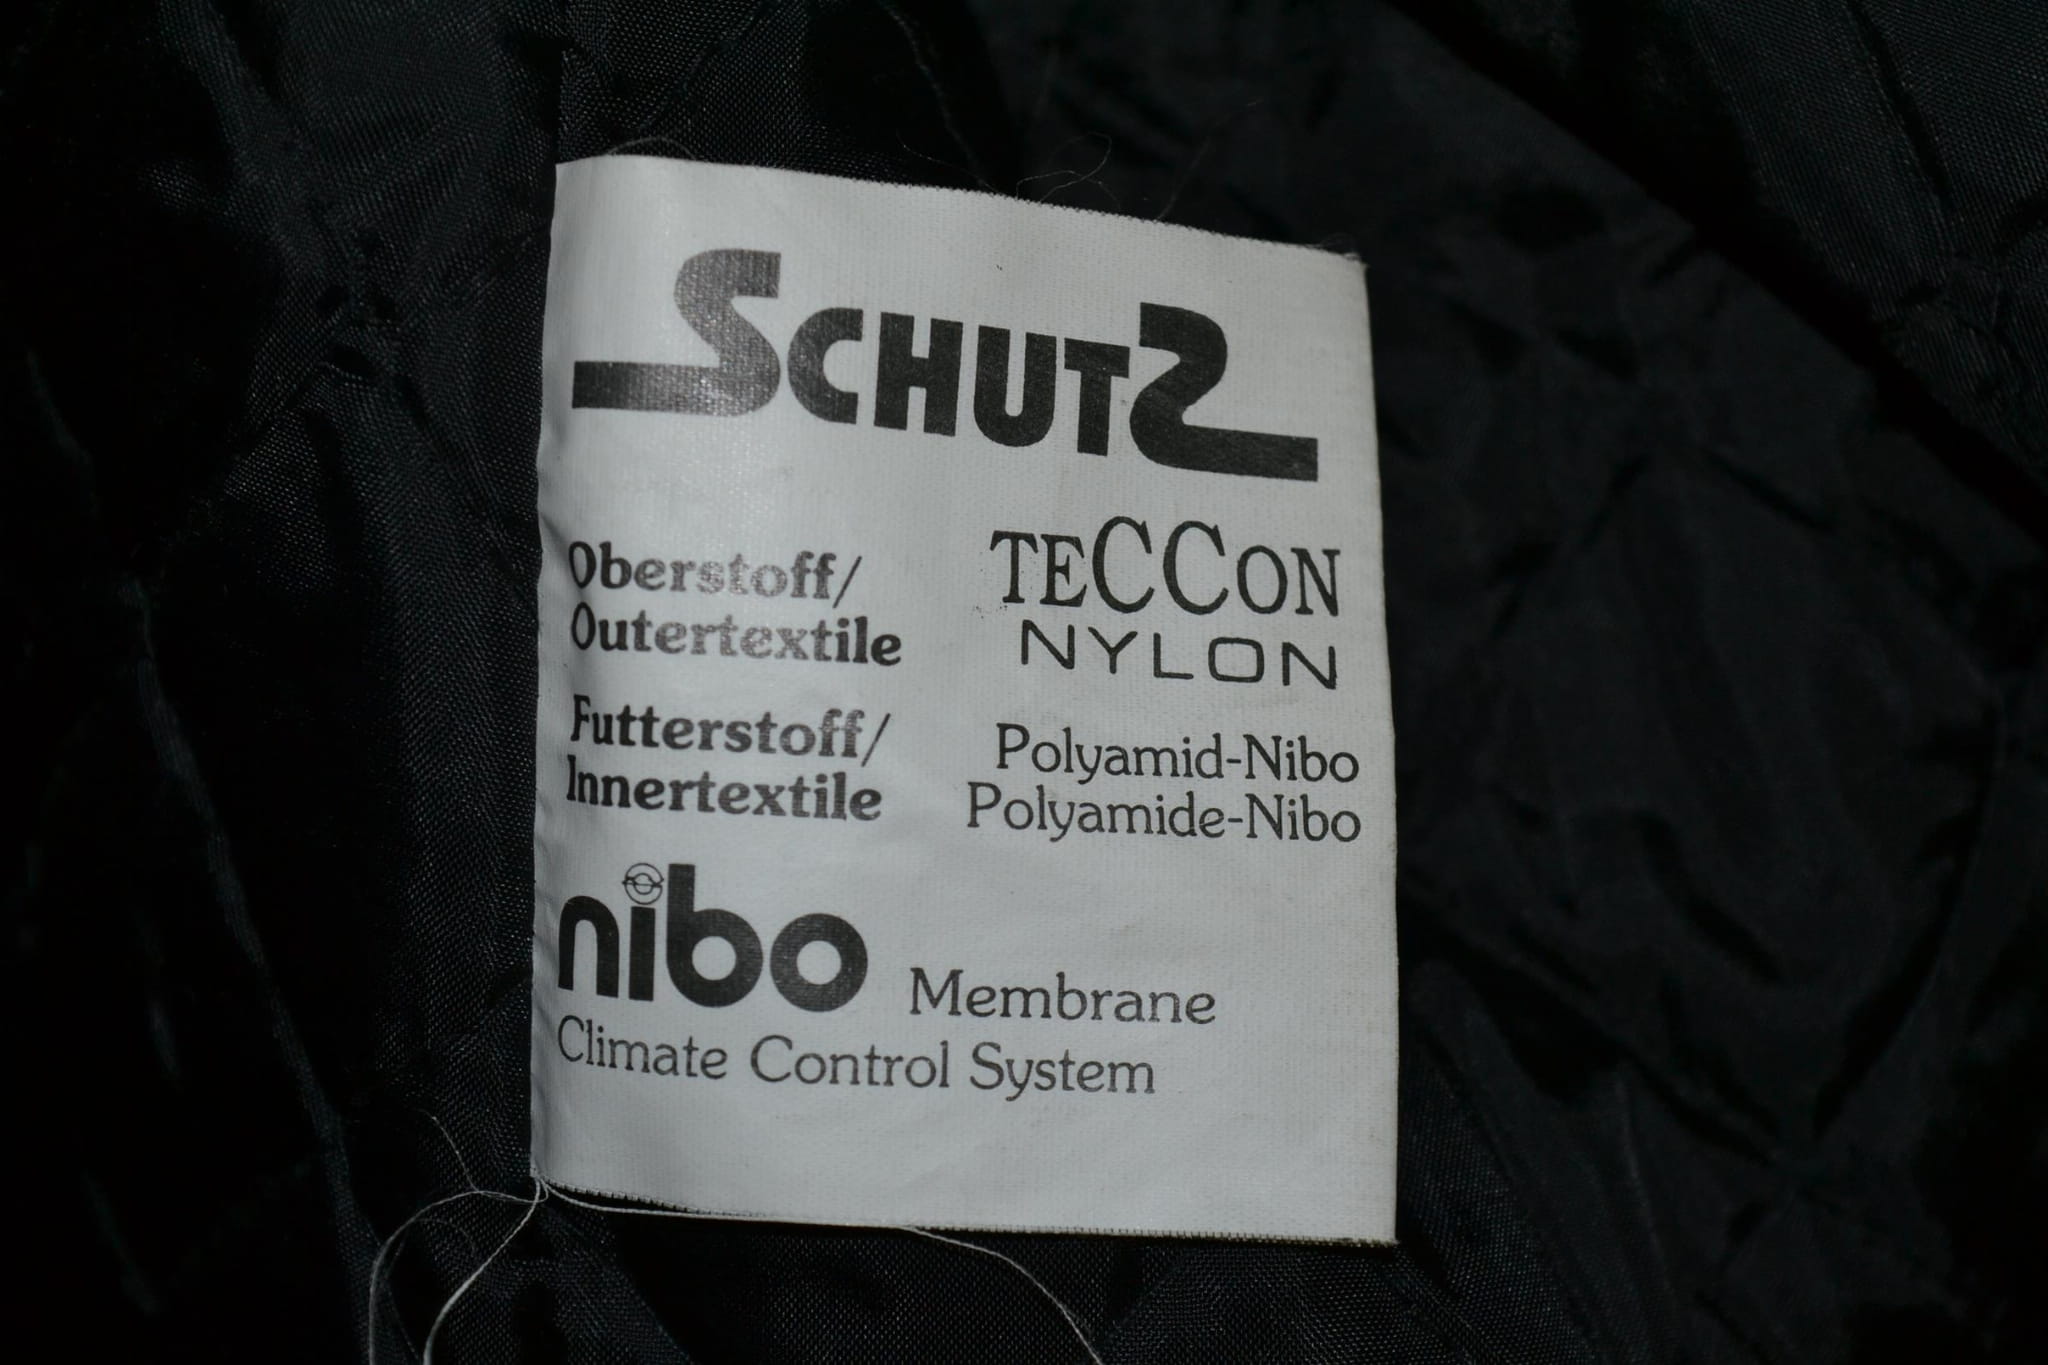 SCHUTZ
Oberstoff/ TECCON
Outertextile NYLON
Futterstoff/ Polyamid-Nibo
Innertextile Polyamide-Nibo
nibo Membrane
Climate Control System